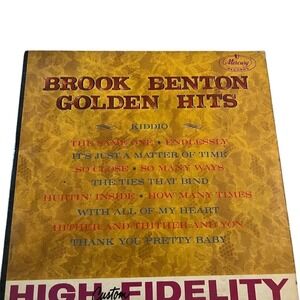 Mercury
RECORDS
BROOK BENTON
GOLDEN HITS
KIDDIO
THE SAME ONE • ENDLESSLY
IT'S JUST A MATTER OF TIME
SO CLOSE • SO MANY WAYS
THE TIES THAT BIND
HURTIN' INSIDE • HOW MANY TIMES
WITH ALL OF MY HEART
HITHER AND THITHER AND YON
THANK YOU PRETTY BABY
Custom
HIGH FIDELITY